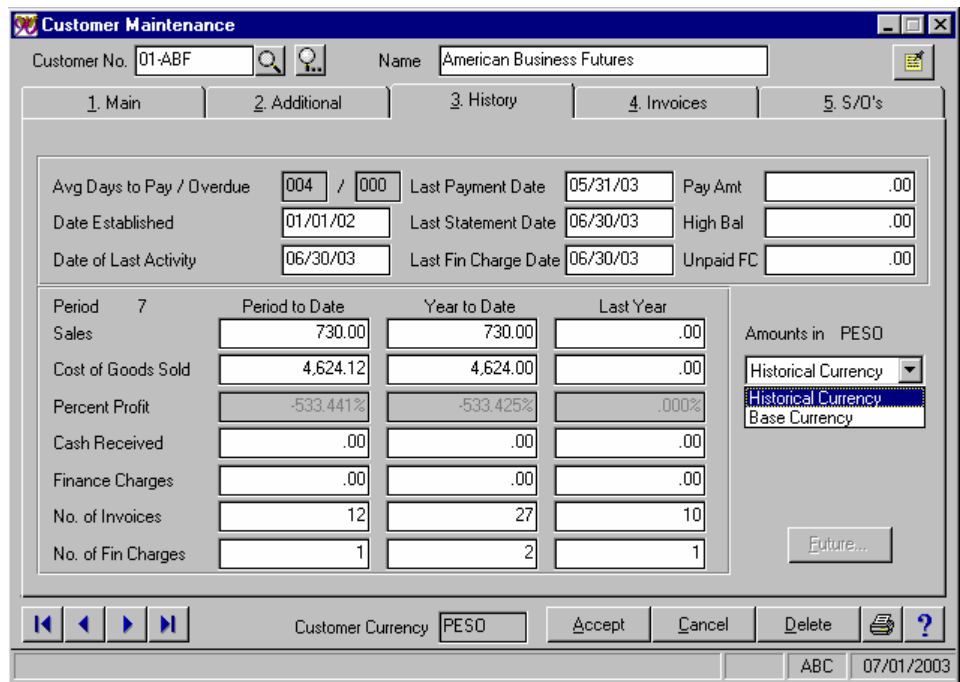 Customer Maintenance
Customer No. 01-ABF Name American Business Futures
1. Main 2. Additional 3. History 4. Invoices 5. S/O's
Avg Days to Pay / Overdue 004 / 000 Last Payment Date 05/31/03 Pay Amt .00
Date Established 01/01/02 Last Statement Date 06/30/03 High Bal .00
Date of Last Activity 06/30/03 Last Fin Charge Date 06/30/03 Unpaid FC .00
Period 7 Period to Date Year to Date Last Year
Sales 730.00 730.00 .00 Amounts in PESO
Cost of Goods Sold 4,624.12 4,624.00 .00 Historical Currency
Historical Currency
Percent Profit -533.441% -533.425% .000%
Base Currency
Cash Received .00 .00 .00
Finance Charges .00 .00 .00
No. of Invoices 12 27 10
No. of Fin Charges 1 2 1 Future...
Customer Currency PESO Accept Cancel Delete ?
ABC 07/01/2003